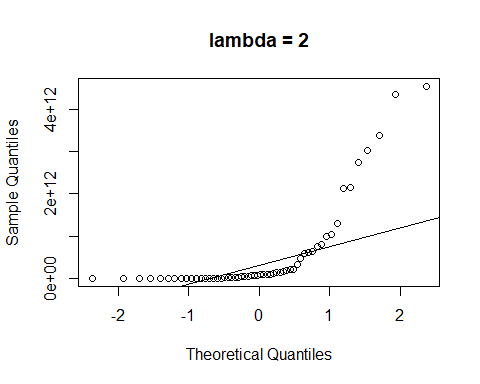 lambda = 2
Sample Quantiles
4e+12
2e+12
0e+00
-2 -1 0 1 2
Theoretical Quantiles